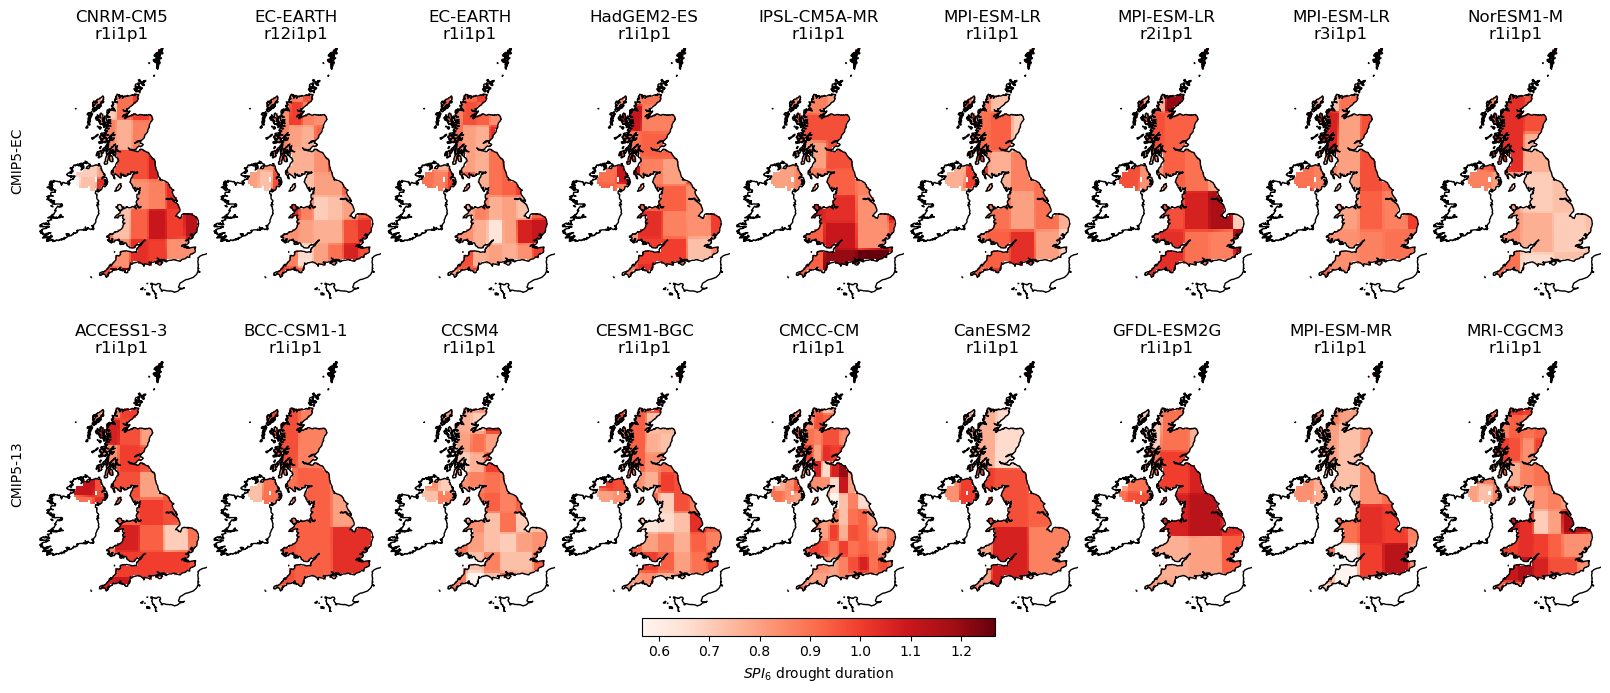 CNRM-CM5 EC-EARTH EC-EARTH HadGEM2-ES IPSL-CM5A-MR MPI-ESM-LR MPI-ESM-LR MPI-ESM-LR NorESM1-M
r1i1p1 r12i1p1 r1i1p1 r1i1p1 r1i1p1 r1i1p1 r2i1p1 r3i1p1 r1i1p1
CMIP5-EC
ACCESS1-3 BCC-CSM1-1 CCSM4 CESM1-BGC CMCC-CM CanESM2 GFDL-ESM2G MPI-ESM-MR MRI-CGCM3
r1i1p1 r1i1p1 r1i1p1 r1i1p1 r1i1p1 r1i1p1 r1i1p1 r1i1p1 r1i1p1
CMIP5-13
0.6 0.7 0.8 0.9 1.0 1.1 1.2
SPI₆ drought duration